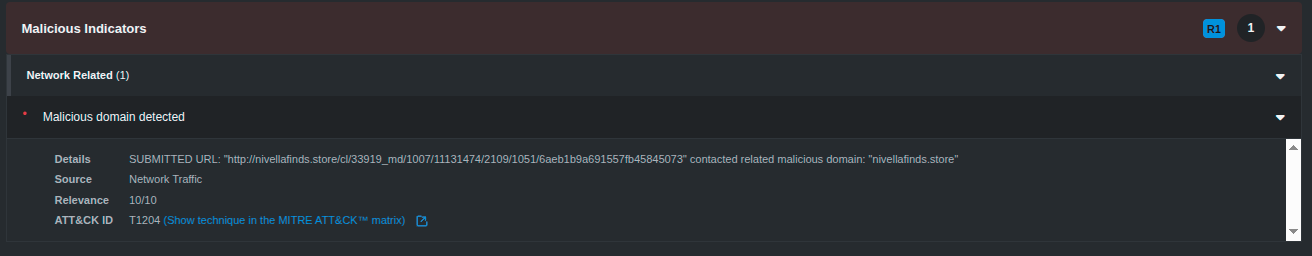 Malicious Indicators R1 1
Network Related (1)
* Malicious domain detected
Details SUBMITTED URL: "http://nivellafinds.store/cl/33919_md/1007/11131474/2109/1051/6aeb1b9a691557fb45845073" contacted related malicious domain: "nivellafinds.store"
Source Network Traffic
Relevance 10/10
ATT&CK ID T1204 (Show technique in the MITRE ATT&CK™ matrix)